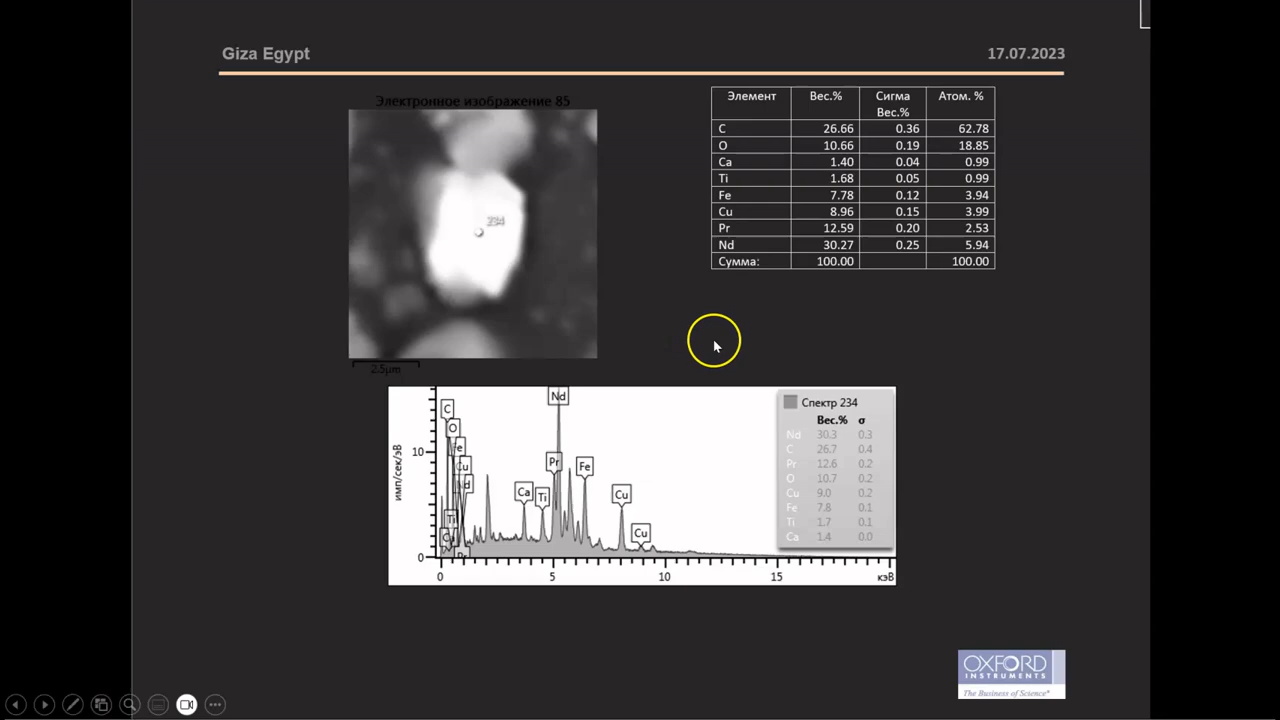 Giza Egypt
17.07.2023
Электронное изображение 85
234
2.5µm
Элемент Вес.% Сигма Вес.% Атом. %
C 26.66 0.36 62.78
O 10.66 0.19 18.85
Ca 1.40 0.04 0.99
Ti 1.68 0.05 0.99
Fe 7.78 0.12 3.94
Cu 8.96 0.15 3.99
Pr 12.59 0.20 2.53
Nd 30.27 0.25 5.94
Сумма: 100.00 100.00
Nd
C
O
Fe
Cu
Nd
Ti
Ca
Ti
Pr
Fe
Cu
Cu
имп/сек/эВ
10
0
0 5 10 15 кэВ
Спектр 234
Вес.% σ
Nd 30.3 0.3
C 26.7 0.4
Pr 12.6 0.2
O 10.7 0.2
Cu 9.0 0.2
Fe 7.8 0.1
Ti 1.7 0.1
Ca 1.4 0.0
OXFORD
INSTRUMENTS
The Business of Science®